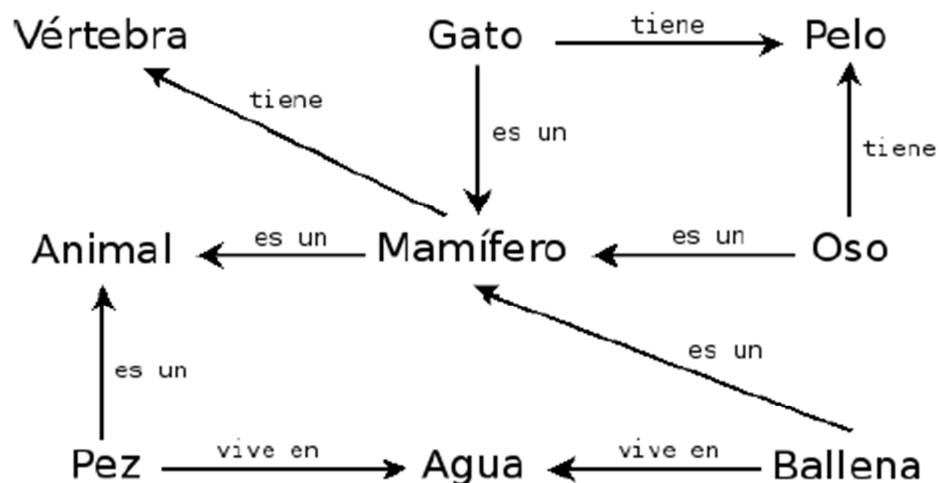 Vértebra
Gato
tiene
Pelo
tiene
es un
tiene
Animal
es un
Mamífero
es un
Oso
es un
es un
Pez
vive en
Agua
vive en
Ballena